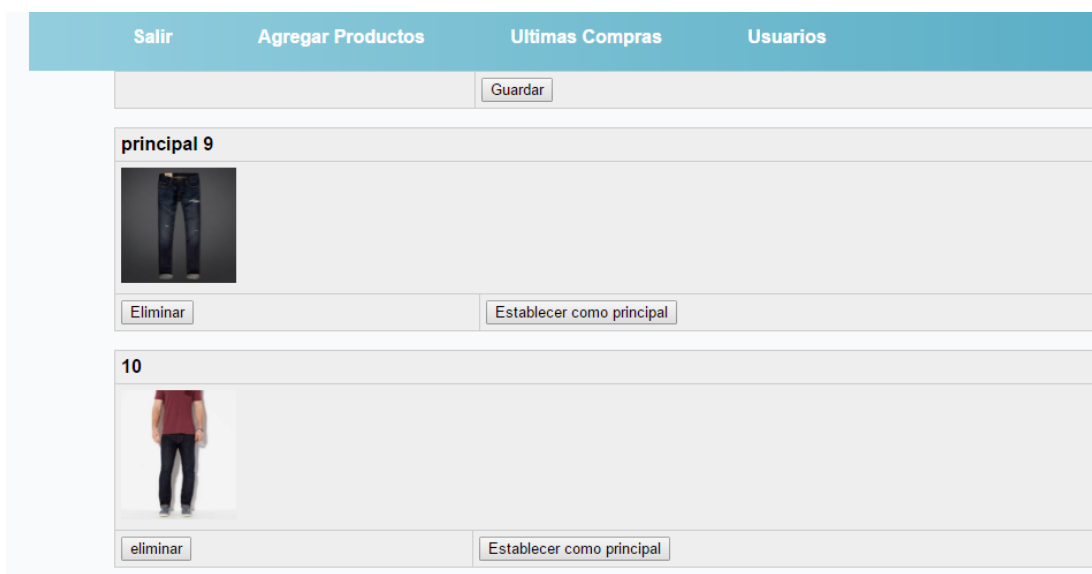 Salir Agregar Productos Ultimas Compras Usuarios
Guardar
principal 9
Eliminar Establecer como principal
10
eliminar Establecer como principal